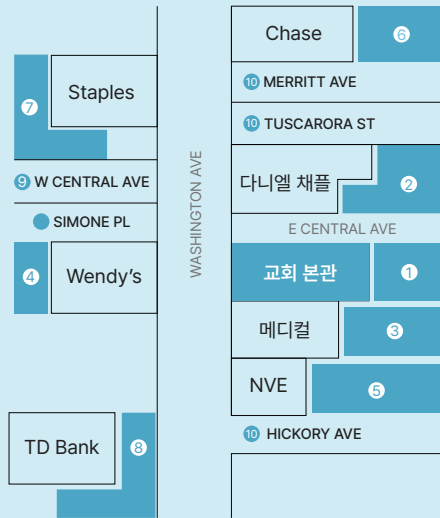 Chase
6
10 MERRITT AVE
Staples
7
10 TUSCARORA ST
WASHINGTON AVE
9 W CENTRAL AVE
다니엘 채플
2
SIMONE PL
E CENTRAL AVE
4
Wendy's
교회 본관
1
메디컬
3
NVE
5
TD Bank
8
10 HICKORY AVE